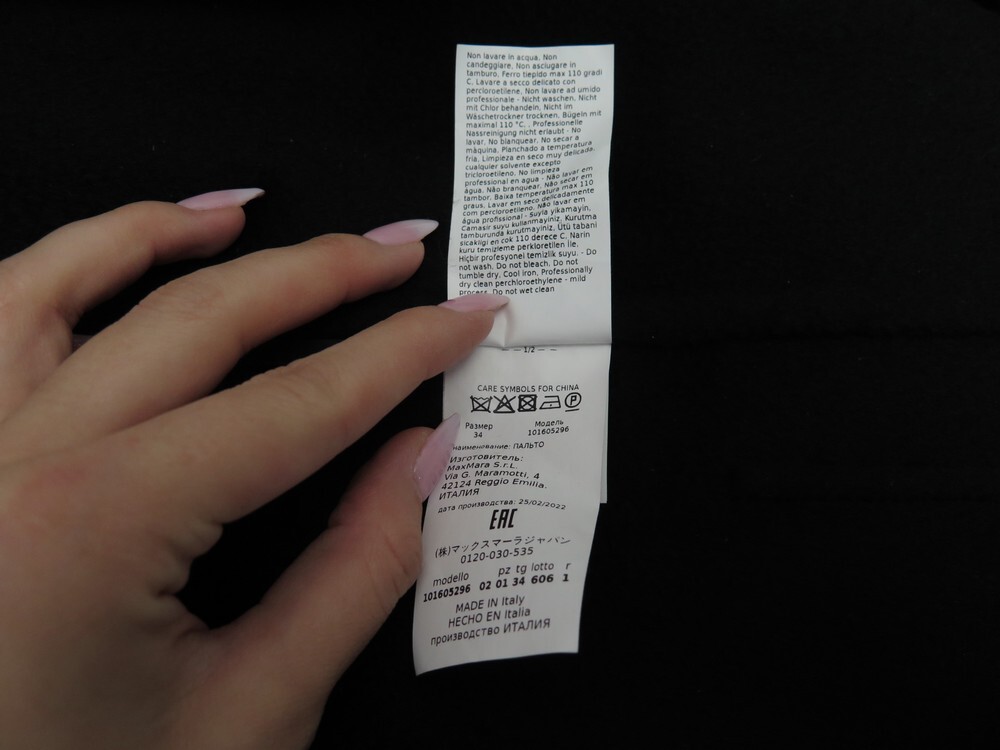 Non lavare in acqua, Non
candeggiare, Non asciugare in
tamburo, Ferro tiepido max 110 gradi
C, Lavare a secco delicato con
percloroetilene, Non lavare ad umido
professionale - Nicht waschen, Nicht
mit Chlor behandeln, Nicht im
Wäschetrockner trocknen, Bügeln mit
maximal 110 °C, , Professionelle
Nassreinigung nicht erlaubt - No
lavar, No blanquear, No secar a
màquina, Planchado a temperatura
fría, Limpieza en seco muy delicada,
cualquier solvente excepto
tricloroetileno, No limpieza
professional en agua - Não lavar em
água, Não branquear, Não secar em
tambor, Baixa temperature max 110
graus, Lavar em seco delicadamente
com percloroetileno, Não lavar em
água profissional - Suyla yikamayin,
Camasir suyu kullanmayiniz, Kurutma
tamburunda kurutmayiniz, Ütü tabani
sicakligi en cok 110 derece C, Narin
kuru temizleme perkloretilen ile,
Hiçbir profesyonel temizlik suyu. - Do
not wash, Do not bleach, Do not
tumble dry, Cool iron, Professionally
dry clean perchloroethylene - mild
process, Do not wet clean
— — 1/2 — —
CARE SYMBOLS FOR CHINA
P
Размер Модель
34 101605296
наименование: ПАЛЬТО
Изготовитель:
MaxMara S.r.L.
Via G. Maramotti, 4
42124 Reggio Emilia.
ИТАЛИЯ
дата производства: 25/02/2022
EAC
(株)マックスマーラジャパン
0120-030-535
modello pz tg lotto r
101605296 02 01 34 606 1
MADE IN Italy
HECHO EN Italia
производство ИТАЛИЯ